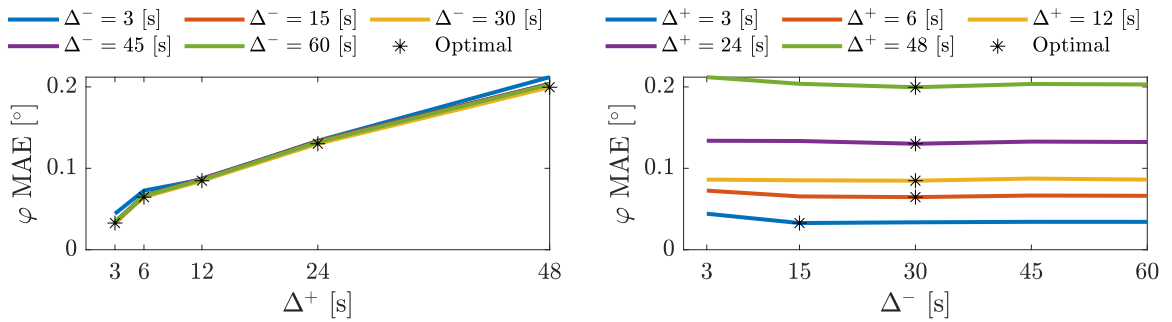 Δ⁻ = 3 [s] Δ⁻ = 15 [s] Δ⁻ = 30 [s]
Δ⁻ = 45 [s] Δ⁻ = 60 [s] Optimal
0.2
0.1
0
φ MAE [°]
3 6 12 24 48
Δ⁺ [s]
Δ⁺ = 3 [s] Δ⁺ = 6 [s] Δ⁺ = 12 [s]
Δ⁺ = 24 [s] Δ⁺ = 48 [s] Optimal
0.2
0.1
0
φ MAE [°]
3 15 30 45 60
Δ⁻ [s]